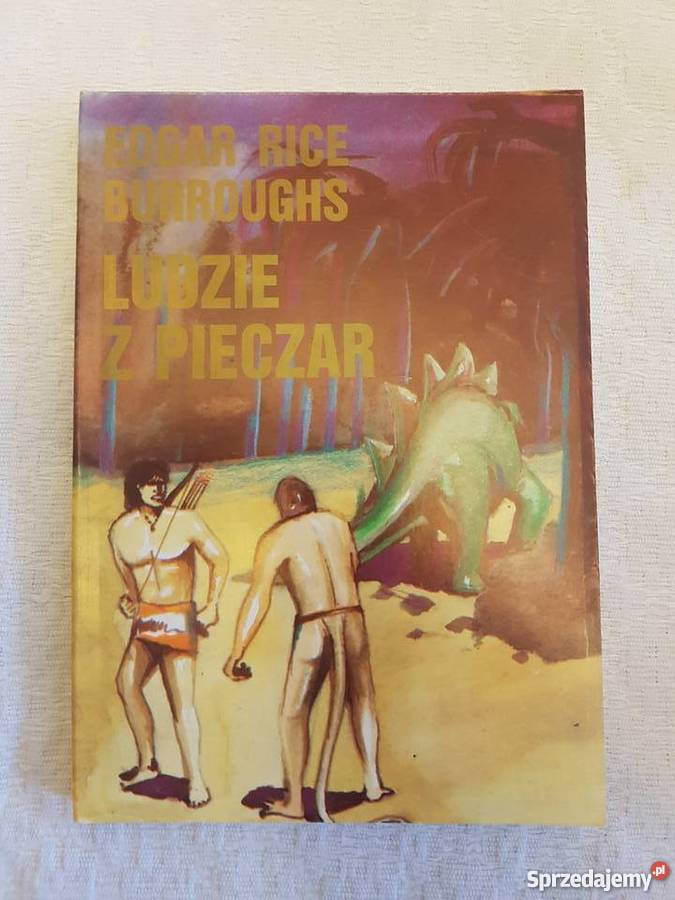 EDGAR RICE
BURROUGHS
LUDZIE
Z PIECZAR
Sprzedajemy.pl